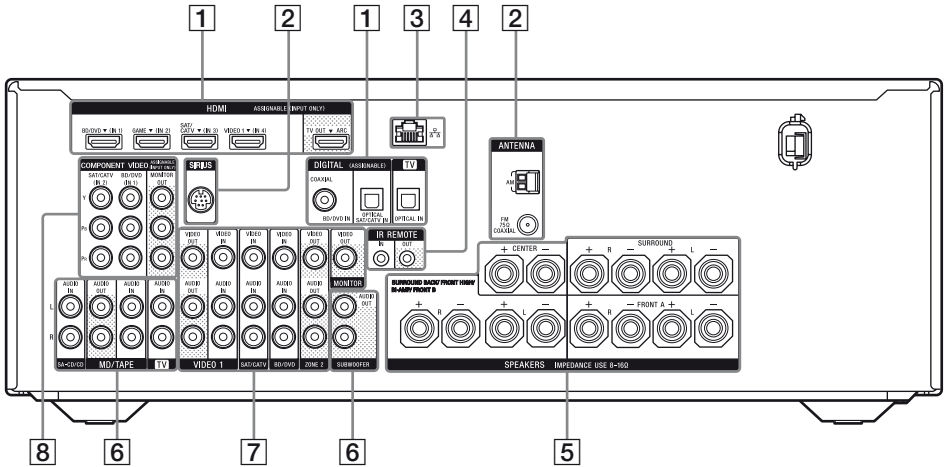 1 2 1 3 4 2
HDMI ASSIGNABLE (INPUT ONLY)
BD/DVD ▼ (IN 1) GAME ▼ (IN 2) SAT/CATV ▼ (IN 3) VIDEO 1 ▼ (IN 4) TV OUT ▼ ARC
COMPONENT VIDEO ASSIGNABLE (INPUT ONLY)
SAT/CATV (IN 2) BD/DVD (IN 1) MONITOR OUT
Y
PB
PR
SIRIUS
DIGITAL (ASSIGNABLE)
COAXIAL
BD/DVD IN
OPTICAL SAT/CATV IN
TV
OPTICAL IN
ANTENNA
AM
FM 75Ω COAXIAL
IR REMOTE
IN OUT
VIDEO OUT VIDEO IN VIDEO IN VIDEO IN VIDEO OUT VIDEO OUT
MONITOR
AUDIO IN AUDIO OUT AUDIO IN AUDIO IN AUDIO OUT AUDIO IN AUDIO IN AUDIO IN AUDIO OUT AUDIO OUT
L
R
SA-CD/CD MD/TAPE TV VIDEO 1 SAT/CATV BD/DVD ZONE 2 SUBWOOFER
+ CENTER −
SURROUND
+ R − + L −
SURROUND BACK/ FRONT HIGH/
BI-AMP/ FRONT B
+ R − + L −
+ R − FRONT A + L −
SPEAKERS IMPEDANCE USE 8–16Ω
8 6 7 6 5